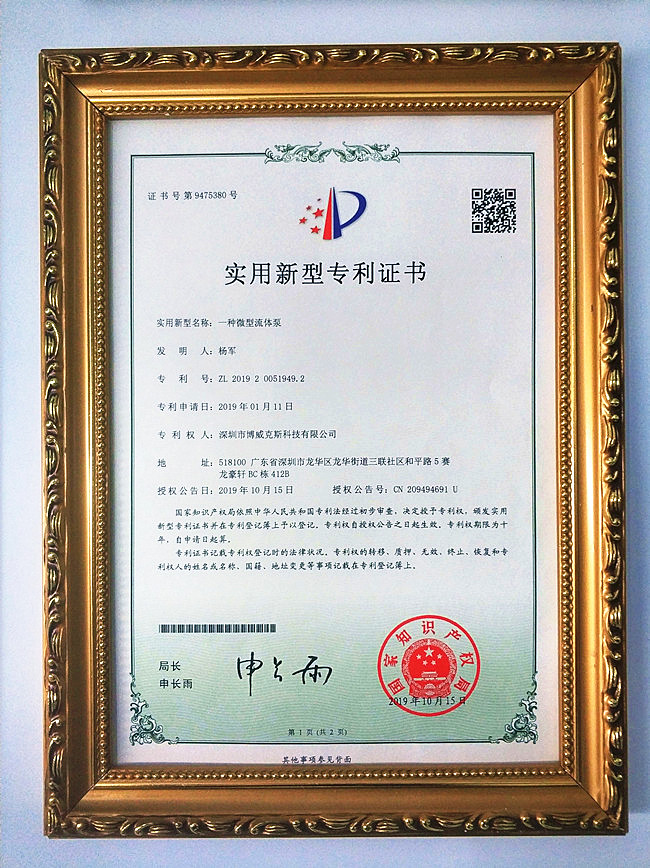 证书号第9475380号
实用新型专利证书
实用新型名称：一种微型流体泵
发 明 人：杨军
专 利 号：ZL 2019 2 0051949.2
专利申请日：2019年01月11日
专 利 权 人：深圳市博威克斯科技有限公司
地 址：518100 广东省深圳市龙华区龙华街道三联社区和平路5赛
龙豪轩BC栋412B
授权公告日：2019年10月15日 授权公告号：CN 209494691 U
国家知识产权局依照中华人民共和国专利法经过初步审查，决定授予专利权，颁发实用
新型专利证书并在专利登记簿上予以登记。专利权自授权公告之日起生效。专利权期限为十
年，自申请日起算。
专利证书记载专利权登记时的法律状况。专利权的转移、质押、无效、终止、恢复和专
利权人的姓名或名称、国籍、地址变更等事项记载在专利登记簿上。
局长
申长雨
申长雨
国家知识产权局
2019年10月15日
第 1 页 (共 2 页)
其他事项参见背面